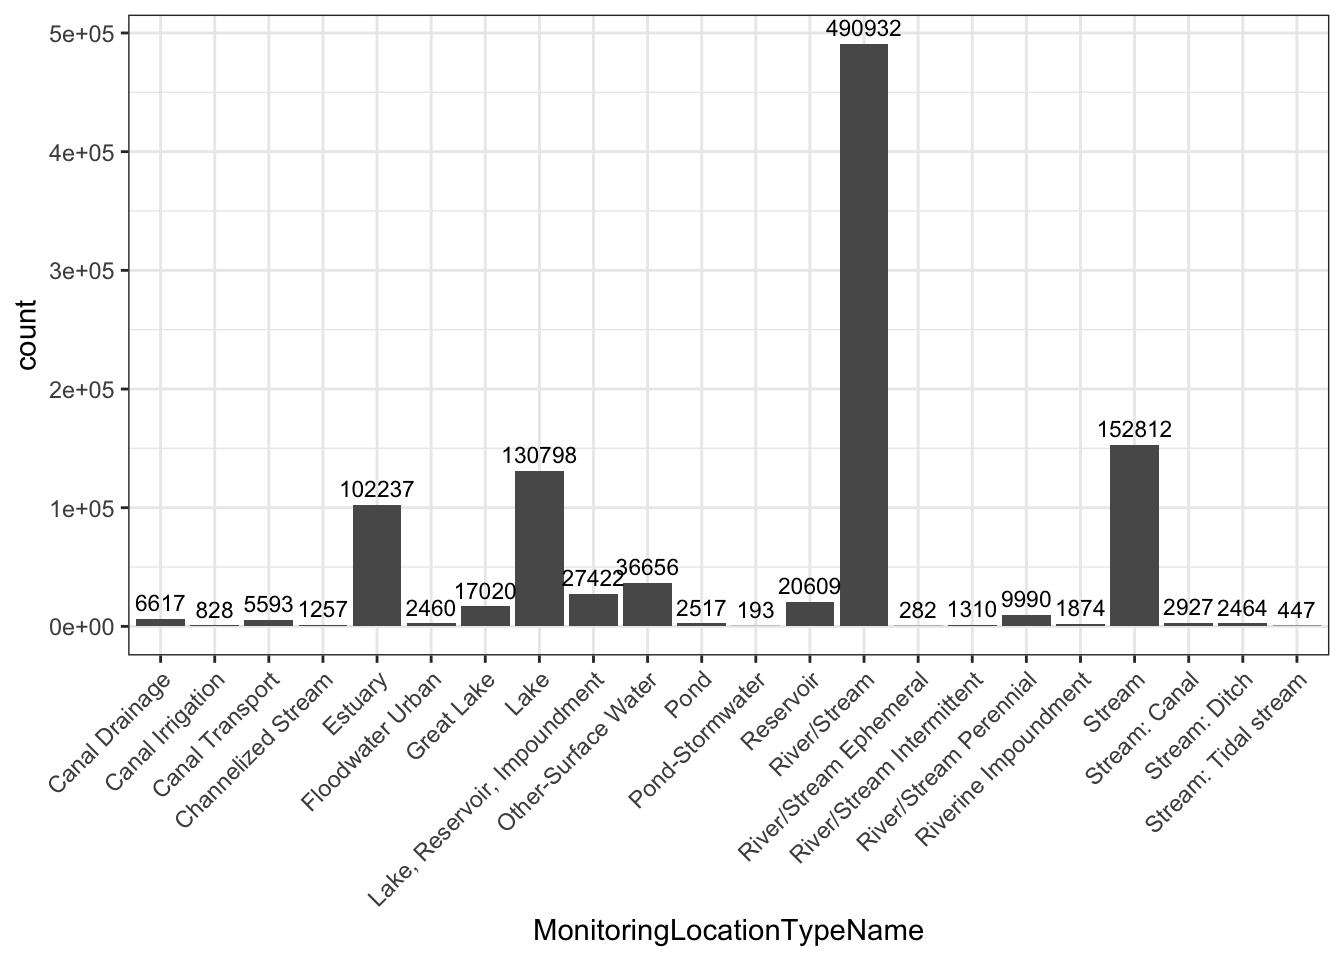 5e+05
4e+05
3e+05
2e+05
1e+05
0e+00
count
6617
828
5593
1257
102237
2460
17020
130798
27422
36656
2517
193
20609
490932
282
1310
9990
1874
152812
2927
2464
447
Canal Drainage
Canal Irrigation
Canal Transport
Channelized Stream
Estuary
Floodwater Urban
Great Lake
Lake
Lake, Reservoir, Impoundment
Other-Surface Water
Pond
Pond-Stormwater
Reservoir
River/Stream
River/Stream Ephemeral
River/Stream Intermittent
River/Stream Perennial
Riverine Impoundment
Stream
Stream: Canal
Stream: Ditch
Stream: Tidal stream
MonitoringLocationTypeName